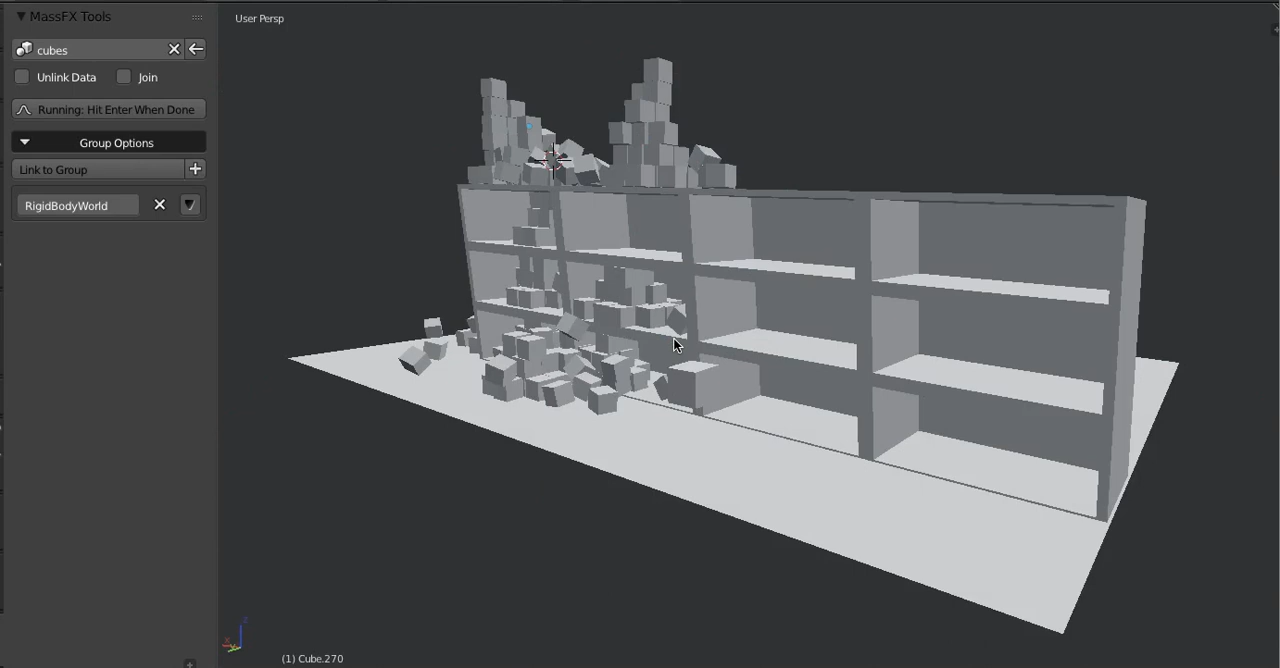 MassFX Tools
cubes
Unlink Data
Join
Running: Hit Enter When Done
Group Options
Link to Group
RigidBodyWorld
User Persp
z
x
y
(1) Cube.270